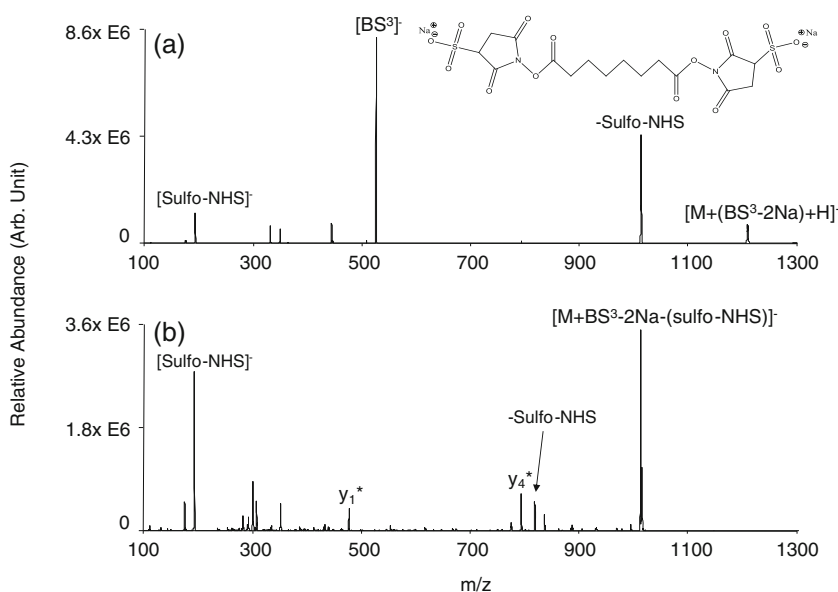 8.6x E6
(a)
[BS³]⁻
Na⊕
⊖O
S
O
O
O
O
N
O
O
O
O
O
N
O
O
S
O
O
O⊖
⊕Na
4.3x E6
-Sulfo-NHS
[Sulfo-NHS]⁻
[M+(BS³-2Na)+H]⁻
0
100 300 500 700 900 1100 1300
Relative Abundance (Arb. Unit)
3.6x E6
(b)
[M+BS³-2Na-(sulfo-NHS)]⁻
[Sulfo-NHS]⁻
1.8x E6
-Sulfo-NHS
y₁*
y₄*
0
100 300 500 700 900 1100 1300
m/z